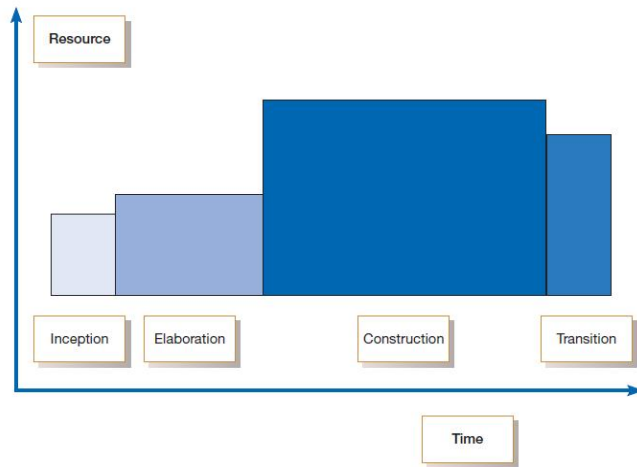 Resource
Inception
Elaboration
Construction
Transition
Time